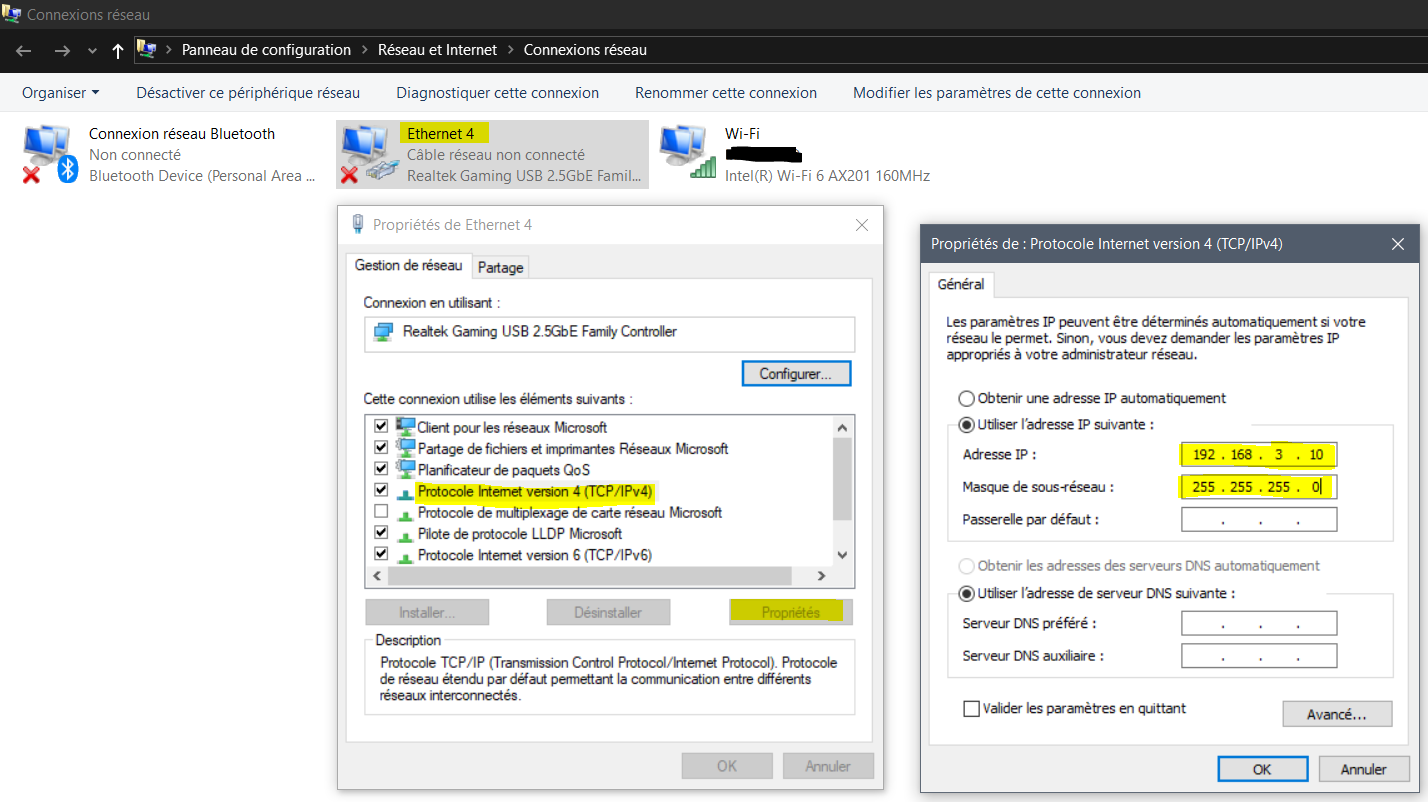 Connexions réseau
Panneau de configuration > Réseau et Internet > Connexions réseau
Organiser Désactiver ce périphérique réseau Diagnostiquer cette connexion Renommer cette connexion Modifier les paramètres de cette connexion
Connexion réseau Bluetooth
Non connecté
Bluetooth Device (Personal Area ...
Ethernet 4
Câble réseau non connecté
Realtek Gaming USB 2.5GbE Famil...
Wi-Fi
Intel(R) Wi-Fi 6 AX201 160MHz
Propriétés de Ethernet 4
Gestion de réseau Partage
Connexion en utilisant :
Realtek Gaming USB 2.5GbE Family Controller
Configurer...
Cette connexion utilise les éléments suivants :
Client pour les réseaux Microsoft
Partage de fichiers et imprimantes Réseaux Microsoft
Planificateur de paquets QoS
Protocole Internet version 4 (TCP/IPv4)
Protocole de multiplexage de carte réseau Microsoft
Pilote de protocole LLDP Microsoft
Protocole Internet version 6 (TCP/IPv6)
Installer... Désinstaller Propriétés
Description
Protocole TCP/IP (Transmission Control Protocol/Internet Protocol). Protocole
de réseau étendu par défaut permettant la communication entre différents
réseaux interconnectés.
OK Annuler
Propriétés de : Protocole Internet version 4 (TCP/IPv4)
Général
Les paramètres IP peuvent être déterminés automatiquement si votre
réseau le permet. Sinon, vous devez demander les paramètres IP
appropriés à votre administrateur réseau.
Obtenir une adresse IP automatiquement
Utiliser l'adresse IP suivante :
Adresse IP : 192 . 168 . 3 . 10
Masque de sous-réseau : 255 . 255 . 255 . 0
Passerelle par défaut : . . .
Obtenir les adresses des serveurs DNS automatiquement
Utiliser l'adresse de serveur DNS suivante :
Serveur DNS préféré : . . .
Serveur DNS auxiliaire : . . .
Valider les paramètres en quittant
Avancé...
OK Annuler